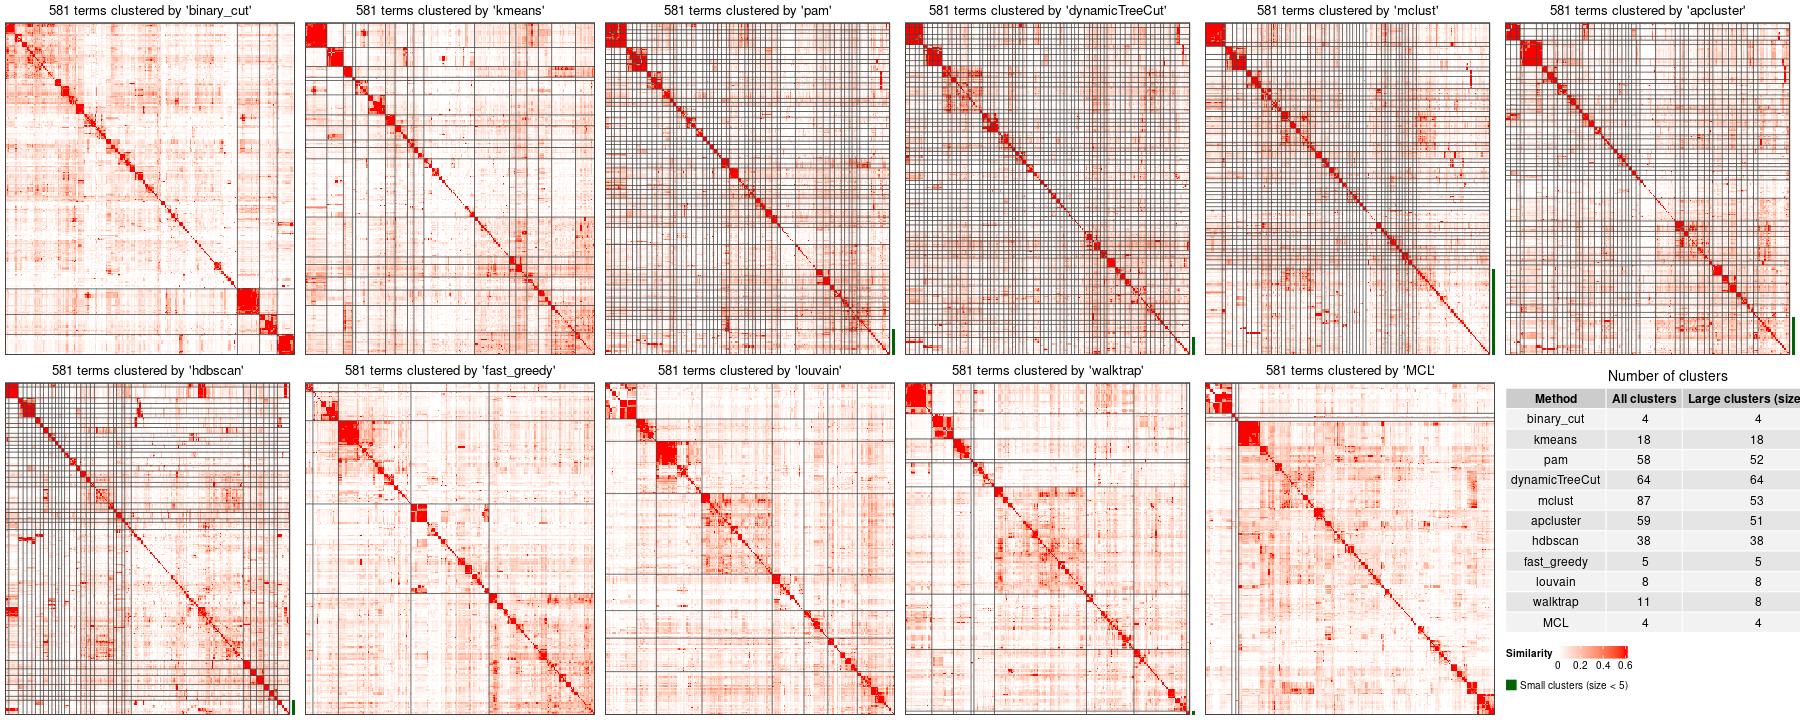 581 terms clustered by 'binary_cut'
581 terms clustered by 'kmeans'
581 terms clustered by 'pam'
581 terms clustered by 'dynamicTreeCut'
581 terms clustered by 'mclust'
581 terms clustered by 'apcluster'
581 terms clustered by 'hdbscan'
581 terms clustered by 'fast_greedy'
581 terms clustered by 'louvain'
581 terms clustered by 'walktrap'
581 terms clustered by 'MCL'
Number of clusters
Method All clusters Large clusters (size
binary_cut 4 4
kmeans 18 18
pam 58 52
dynamicTreeCut 64 64
mclust 87 53
apcluster 59 51
hdbscan 38 38
fast_greedy 5 5
louvain 8 8
walktrap 11 8
MCL 4 4
Similarity
0 0.2 0.4 0.6
Small clusters (size < 5)